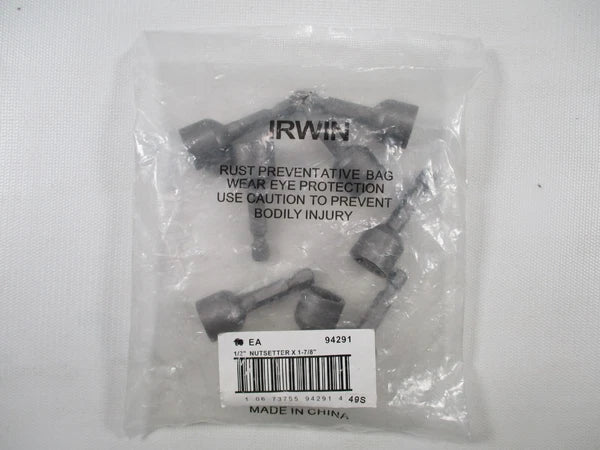 IRWIN
RUST PREVENTATIVE BAG
WEAR EYE PROTECTION
USE CAUTION TO PREVENT
BODILY INJURY
EA 94291
1/2" NUTSETTER X 1-7/8"
1 06 73755 94291 4 49S
MADE IN CHINA